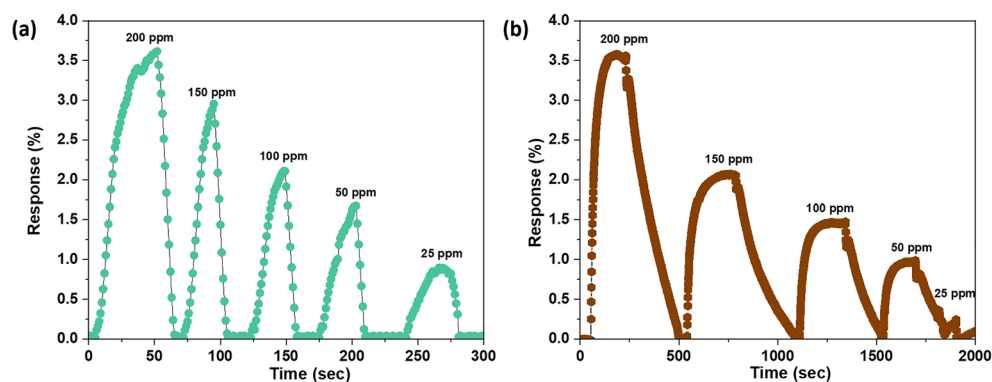 (a)
4.0
3.5
3.0
2.5
2.0
1.5
1.0
0.5
0.0
Response (%)
200 ppm
150 ppm
100 ppm
50 ppm
25 ppm
0 50 100 150 200 250 300
Time (sec)
(b)
4.0
3.5
3.0
2.5
2.0
1.5
1.0
0.5
0.0
Response (%)
200 ppm
150 ppm
100 ppm
50 ppm
25 ppm
0 500 1000 1500 2000
Time (sec)